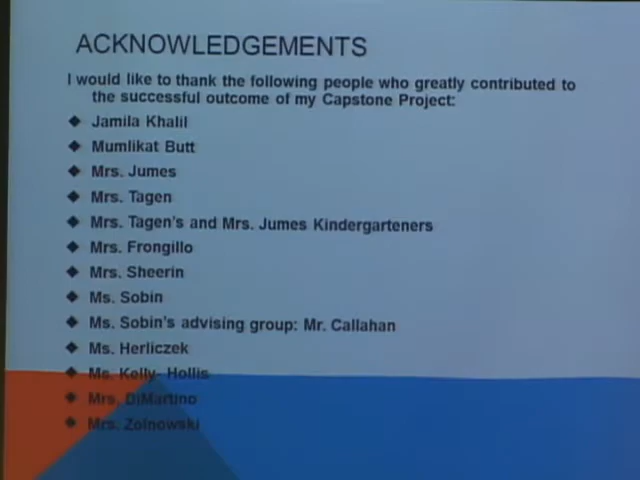 ACKNOWLEDGEMENTS
I would like to thank the following people who greatly contributed to
the successful outcome of my Capstone Project:
Jamila Khalil
Mumlikat Butt
Mrs. Jumes
Mrs. Tagen
Mrs. Tagen's and Mrs. Jumes Kindergarteners
Mrs. Frongillo
Mrs. Sheerin
Ms. Sobin
Ms. Sobin's advising group: Mr. Callahan
Ms. Herliczek
Ms. Kelly- Hollis
Mrs. DiMartino
Mrs. Zolnowski